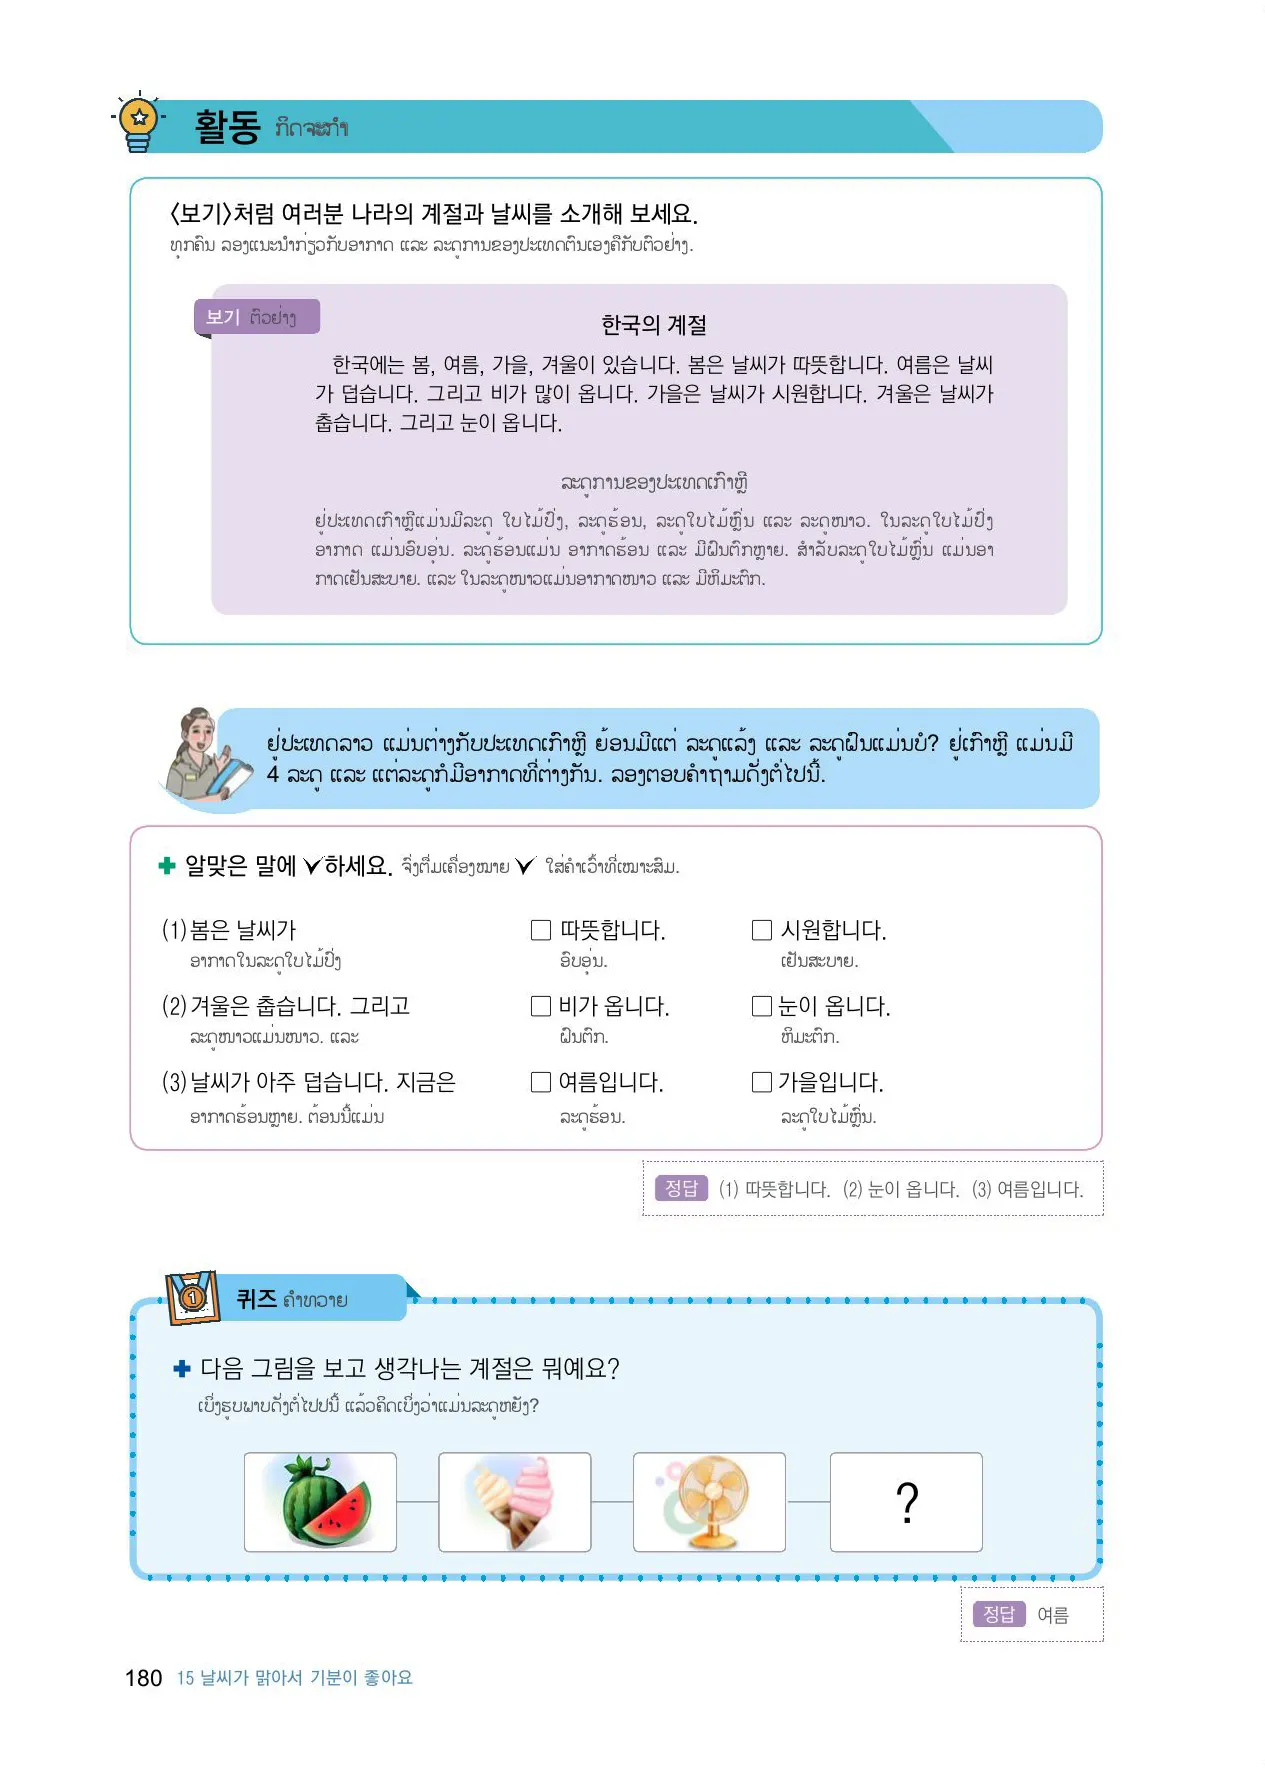 활동 ກິດຈະກຳ
〈보기〉처럼 여러분 나라의 계절과 날씨를 소개해 보세요.
ທຸກຄົນ ລອງແນະນຳກ່ຽວກັບອາກາດ ແລະ ລະດູການຂອງປະເທດຕົນເອງຄືກັບຕົວຢ່າງ.
보기 ຕົວຢ່າງ
한국의 계절
한국에는 봄, 여름, 가을, 겨울이 있습니다. 봄은 날씨가 따뜻합니다. 여름은 날씨
가 덥습니다. 그리고 비가 많이 옵니다. 가을은 날씨가 시원합니다. 겨울은 날씨가
춥습니다. 그리고 눈이 옵니다.
ລະດູການຂອງປະເທດເກົາຫຼີ
ຢູ່ປະເທດເກົາຫຼີແມ່ນມີລະດູ ໃບໄມ້ປົ່ງ, ລະດູຮ້ອນ, ລະດູໃບໄມ້ຫຼົ່ນ ແລະ ລະດູໜາວ. ໃນລະດູໃບໄມ້ປົ່ງ
ອາກາດ ແມ່ນອົບອຸ່ນ. ລະດູຮ້ອນແມ່ນ ອາກາດຮ້ອນ ແລະ ມີຝົນຕົກຫຼາຍ. ສຳລັບລະດູໃບໄມ້ຫຼົ່ນ ແມ່ນອາ
ກາດເຢັນສະບາຍ. ແລະ ໃນລະດູໜາວແມ່ນອາກາດໜາວ ແລະ ມີຫິມະຕົກ.
ຢູ່ປະເທດລາວ ແມ່ນຕ່າງກັບປະເທດເກົາຫຼີ ຍ້ອນມີແຕ່ ລະດູແລ້ງ ແລະ ລະດູຝົນແມ່ນບໍ? ຢູ່ເກົາຫຼີ ແມ່ນມີ
4 ລະດູ ແລະ ແຕ່ລະດູກໍມີອາກາດທີ່ຕ່າງກັນ. ລອງຕອບຄຳຖາມດັ່ງຕໍ່ໄປນີ້.
✚ 알맞은 말에 ✓하세요. ຈົ່ງຕື່ມເຄື່ອງໝາຍ ✓ ໃສ່ຄຳເວົ້າທີ່ເໝາະສົມ.
(1) 봄은 날씨가 □ 따뜻합니다. □ 시원합니다.
ອາກາດໃນລະດູໃບໄມ້ປົ່ງ ອົບອຸ່ນ. ເຢັນສະບາຍ.
(2) 겨울은 춥습니다. 그리고 □ 비가 옵니다. □ 눈이 옵니다.
ລະດູໜາວແມ່ນໜາວ. ແລະ ຝົນຕົກ. ຫິມະຕົກ.
(3) 날씨가 아주 덥습니다. 지금은 □ 여름입니다. □ 가을입니다.
ອາກາດຮ້ອນຫຼາຍ. ຕ້ອນນີ້ແມ່ນ ລະດູຮ້ອນ. ລະດູໃບໄມ້ຫຼົ່ນ.
정답 (1) 따뜻합니다. (2) 눈이 옵니다. (3) 여름입니다.
1
퀴즈 ຄຳທວາຍ
✚ 다음 그림을 보고 생각나는 계절은 뭐예요?
ເບິ່ງຮູບພາບດັ່ງຕໍ່ໄປປນີ້ ແລ້ວຄິດເບິ່ງວ່າແມ່ນລະດູຫຍັງ?
?
정답 여름
180 15 날씨가 맑아서 기분이 좋아요